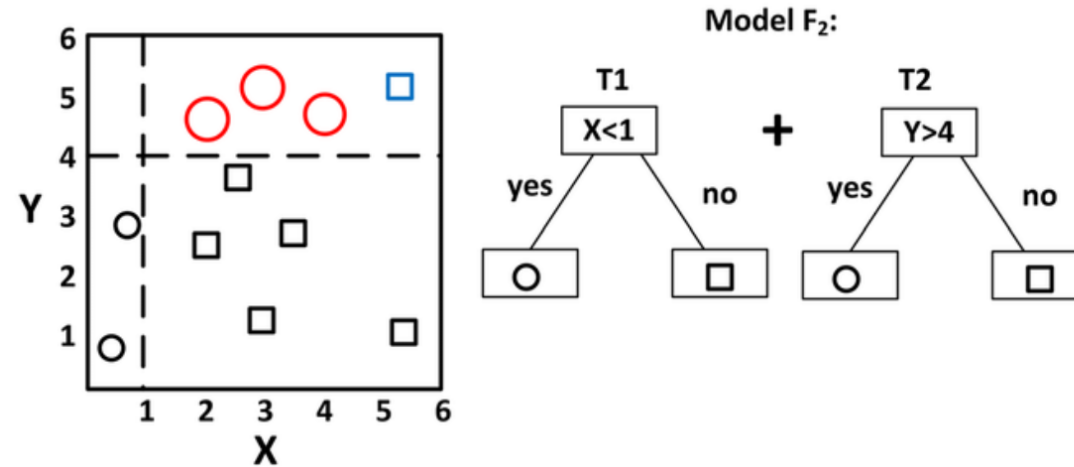 Model F₂:
6
5
4
3
2
1
Y
1 2 3 4 5 6
X
T1
X<1
yes
no
+
T2
Y>4
yes
no